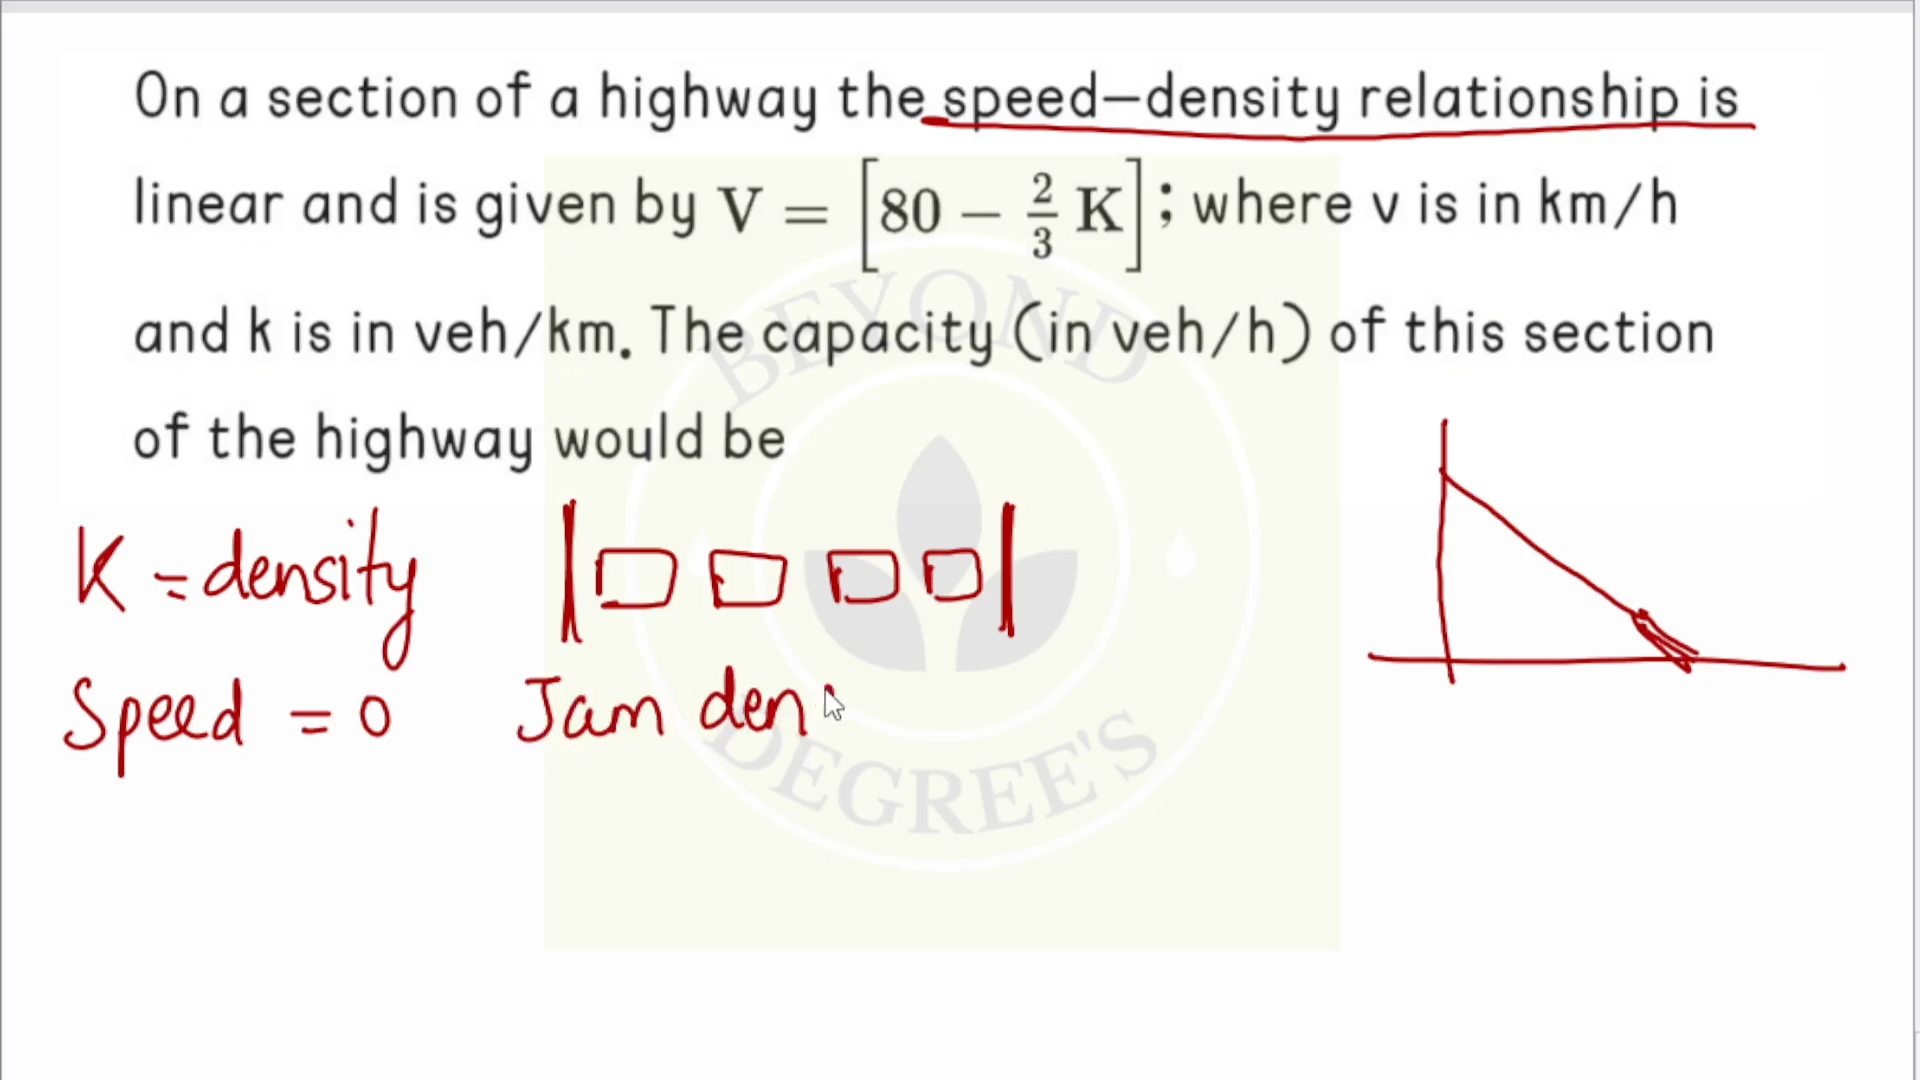 On a section of a highway the speed–density relationship is
linear and is given by V = [80 − 2/3 K]; where v is in km/h
and k is in veh/km. The capacity (in veh/h) of this section
of the highway would be
K = density
Speed = 0 Jam den
BEYOND
DEGREE'S